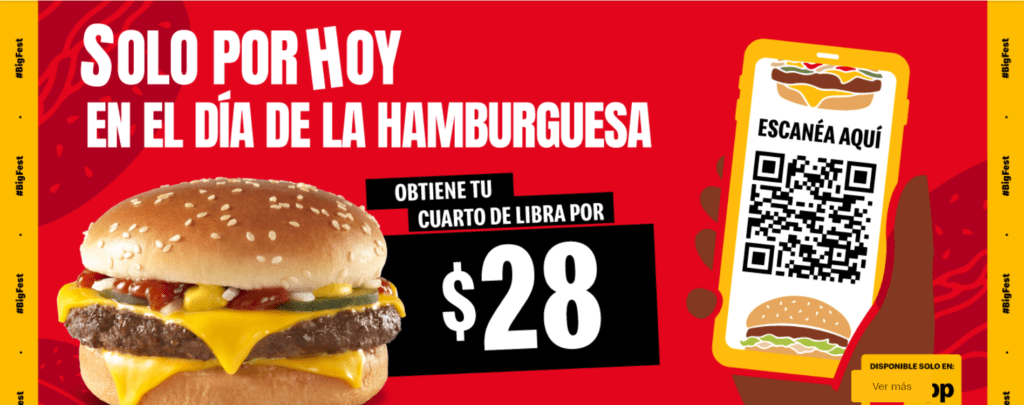 SOLO POR HOY
EN EL DÍA DE LA HAMBURGUESA
OBTIENE TU
CUARTO DE LIBRA POR
$28
ESCANÉA AQUÍ
DISPONIBLE SOLO EN:
Ver más
#BigFest
#BigFest
#BigFest
#BigFest
#BigFest
#BigFest